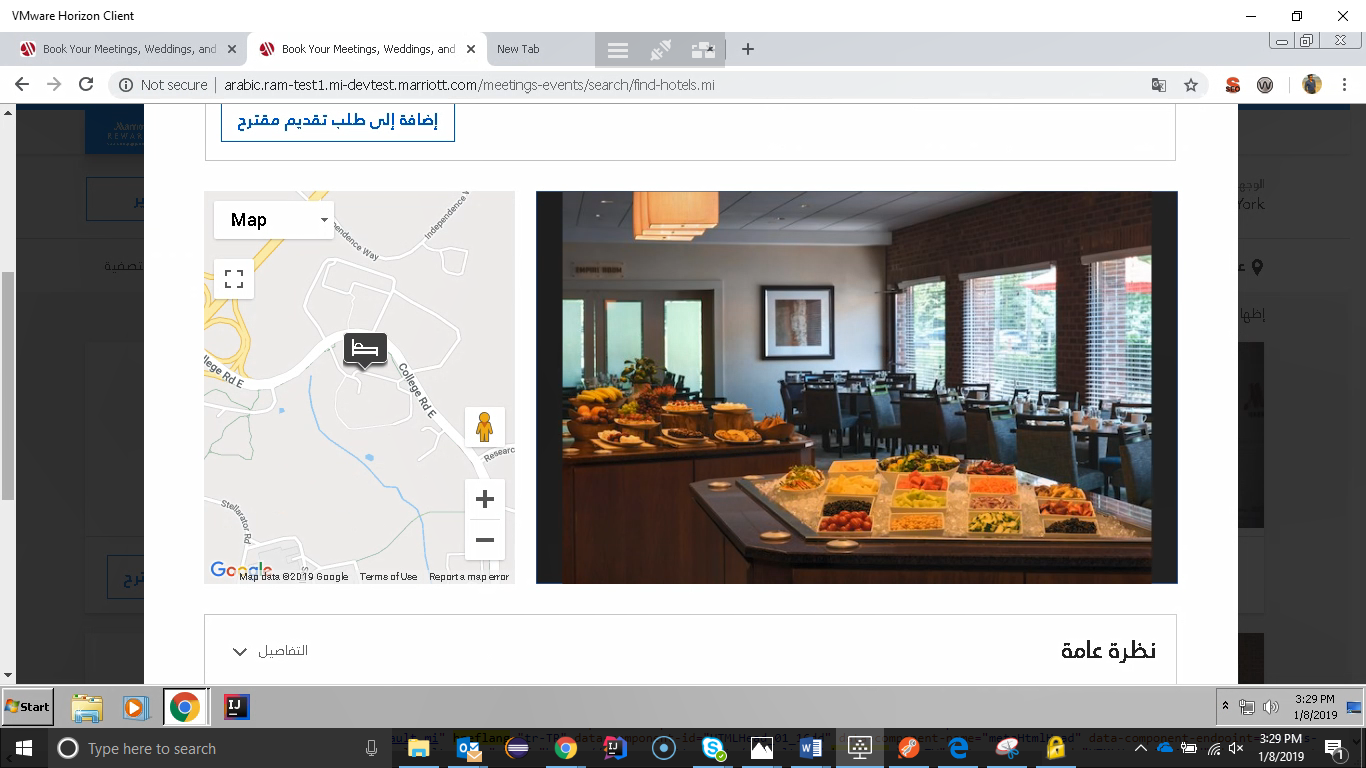 VMware Horizon Client
Book Your Meetings, Weddings, and
Book Your Meetings, Weddings, and
New Tab
Not secure
arabic.ram-test1.mi-devtest.marriott.com/meetings-events/search/find-hotels.mi
إضافة إلى طلب تقديم مقترح
York
Map
Independence Way
College Rd E
College Rd E
Researc
Stellarator Rd
Google
Map data ©2019 Google
Terms of Use
Report a map error
نظرة عامة
التفاصيل
Start
3:29 PM
1/8/2019
Type here to search
3:29 PM
1/8/2019